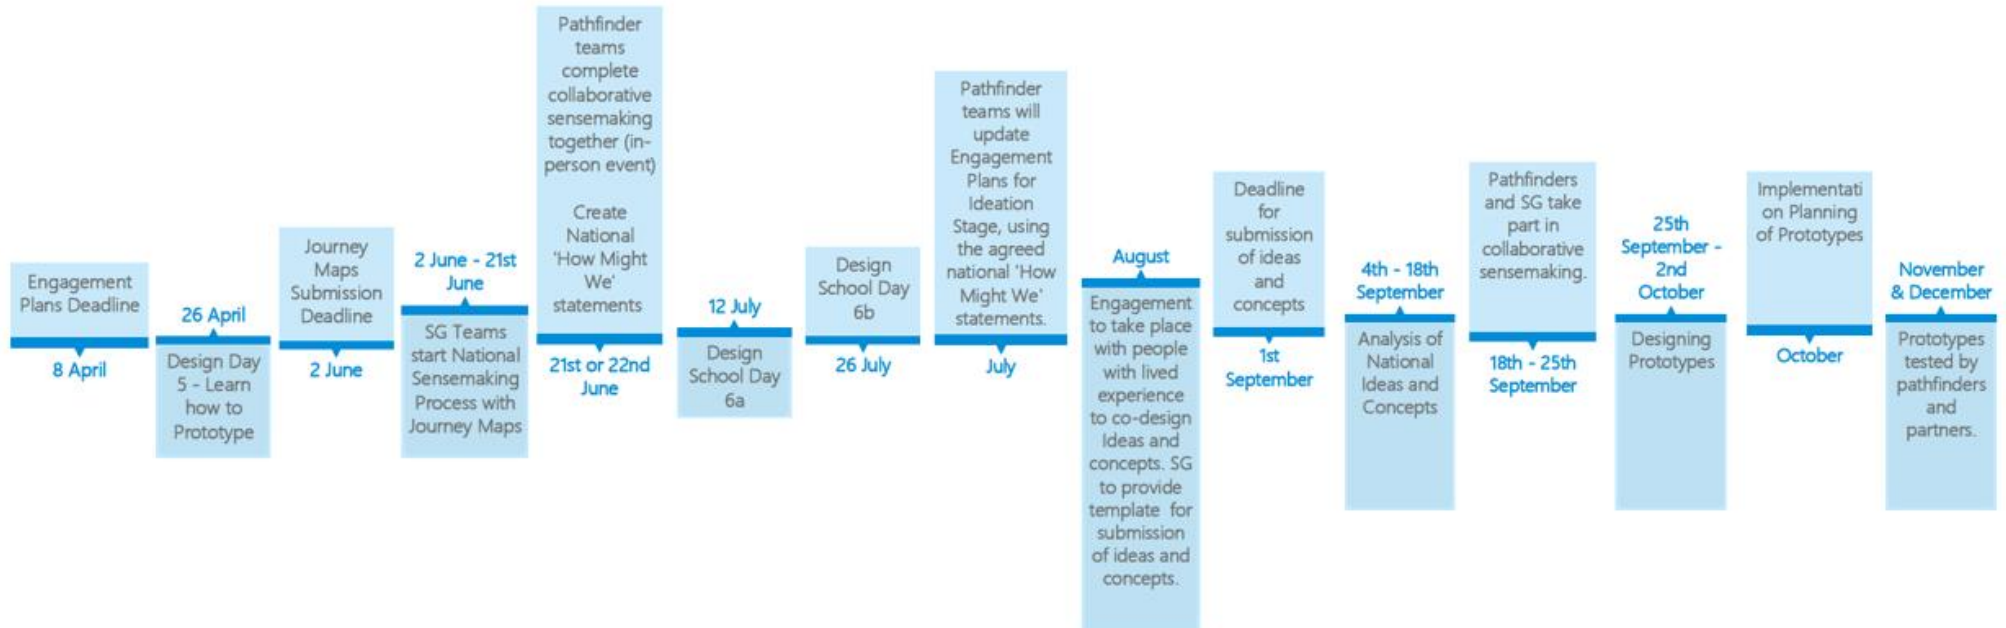 Engagement
Plans Deadline
8 April
26 April
Design Day
5 - Learn
how to
Prototype
Journey
Maps
Submission
Deadline
2 June
2 June - 21st
June
SG Teams
start National
Sensemaking
Process with
Journey Maps
Pathfinder
teams
complete
collaborative
sensemaking
together (in-
person event)
Create
National
'How Might
We'
statements
21st or 22nd
June
12 July
Design
School Day
6a
Design
School Day
6b
26 July
Pathfinder
teams will
update
Engagement
Plans for
Ideation
Stage, using
the agreed
national 'How
Might We'
statements.
July
August
Engagement
to take place
with people
with lived
experience
to co-design
Ideas and
concepts. SG
to provide
template for
submission
of ideas and
concepts.
Deadline
for
submission
of ideas
and
concepts
1st
September
4th - 18th
September
Analysis of
National
Ideas and
Concepts
Pathfinders
and SG take
part in
collaborative
sensemaking.
18th - 25th
September
25th
September -
2nd
October
Designing
Prototypes
Implementati
on Planning
of Prototypes
October
November
& December
Prototypes
tested by
pathfinders
and
partners.